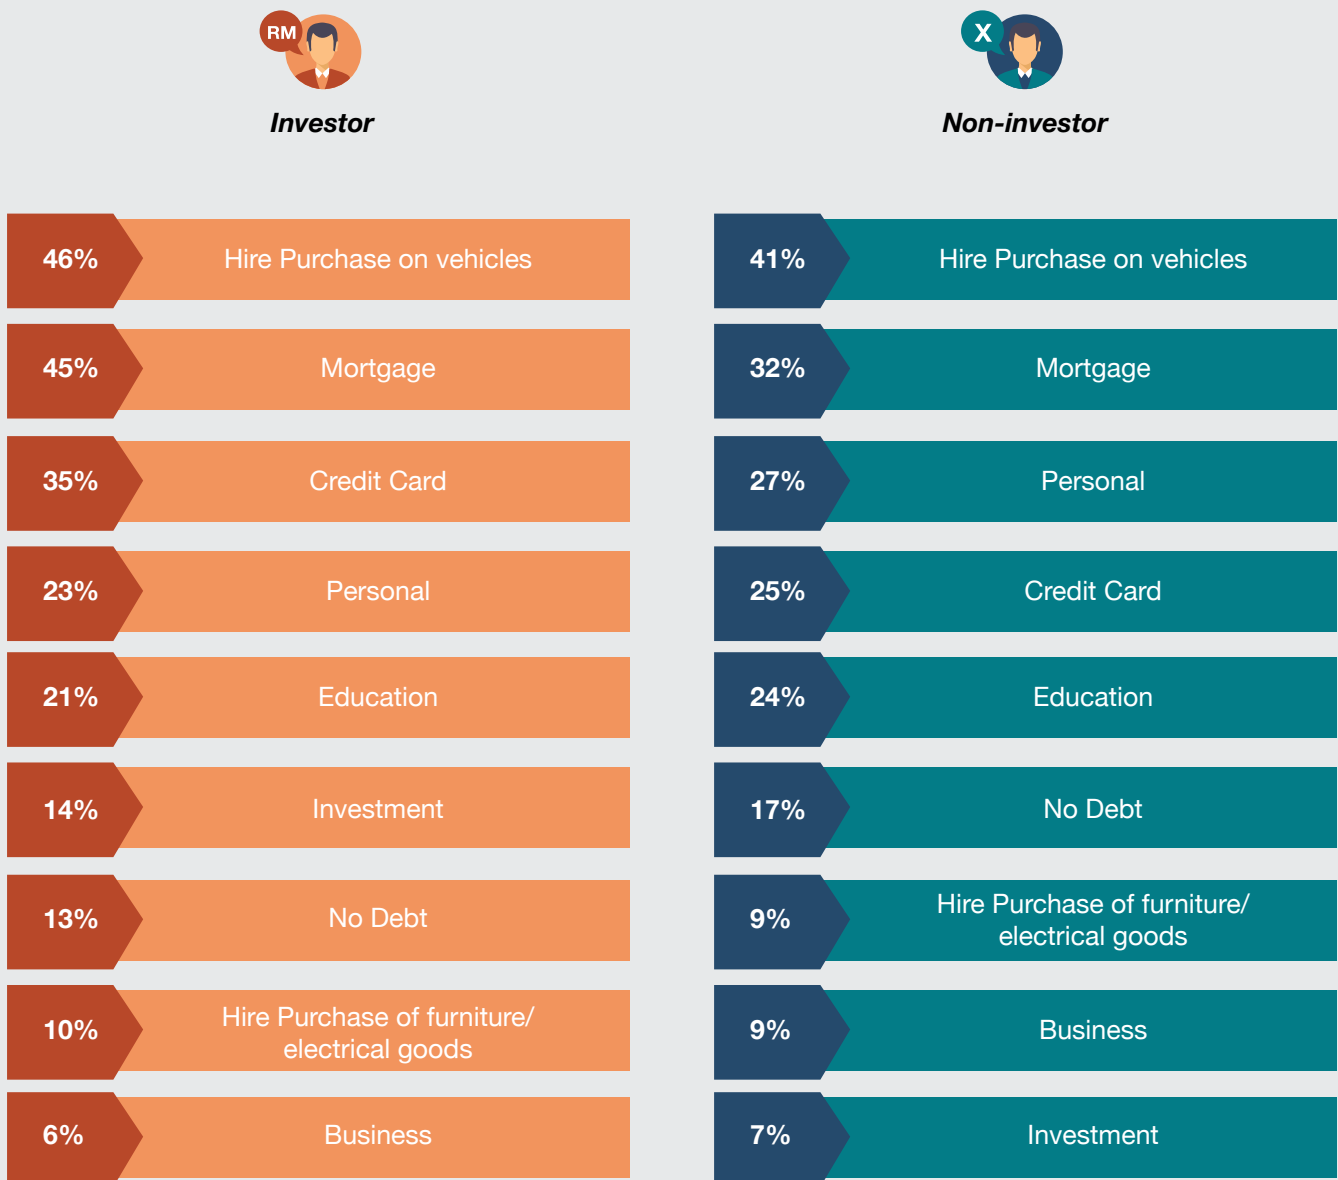 RM
Investor
46%
Hire Purchase on vehicles
45%
Mortgage
35%
Credit Card
23%
Personal
21%
Education
14%
Investment
13%
No Debt
10%
Hire Purchase of furniture/
electrical goods
6%
Business
X
Non-investor
41%
Hire Purchase on vehicles
32%
Mortgage
27%
Personal
25%
Credit Card
24%
Education
17%
No Debt
9%
Hire Purchase of furniture/
electrical goods
9%
Business
7%
Investment